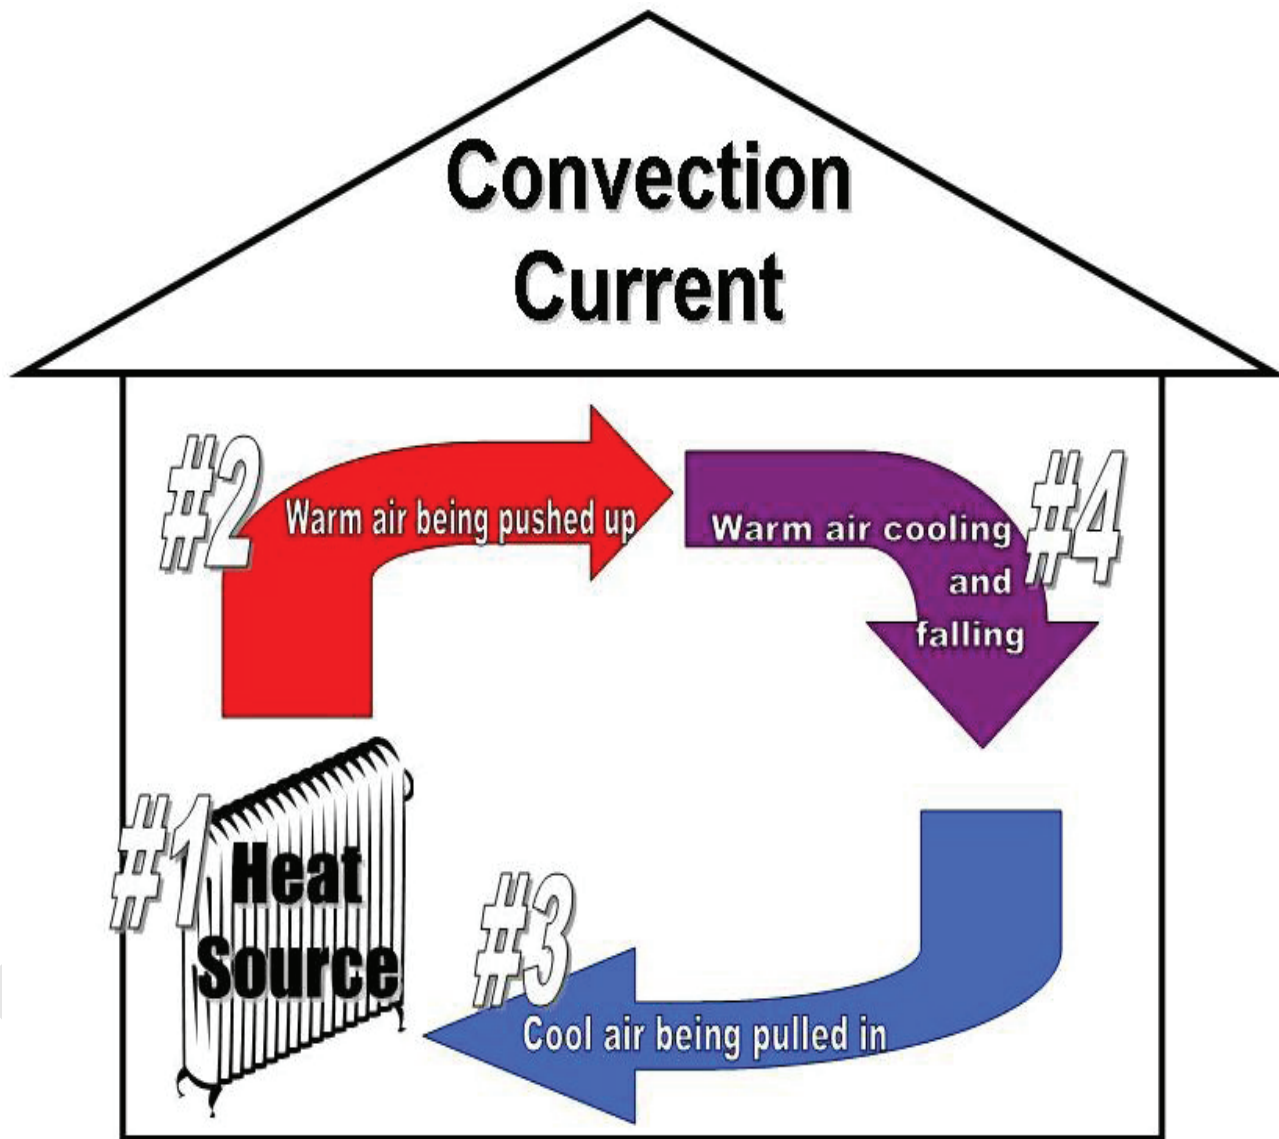 Convection
Current
#2
Warm air being pushed up
Warm air cooling
and
falling
#4
#1
Heat
Source
#3
Cool air being pulled in